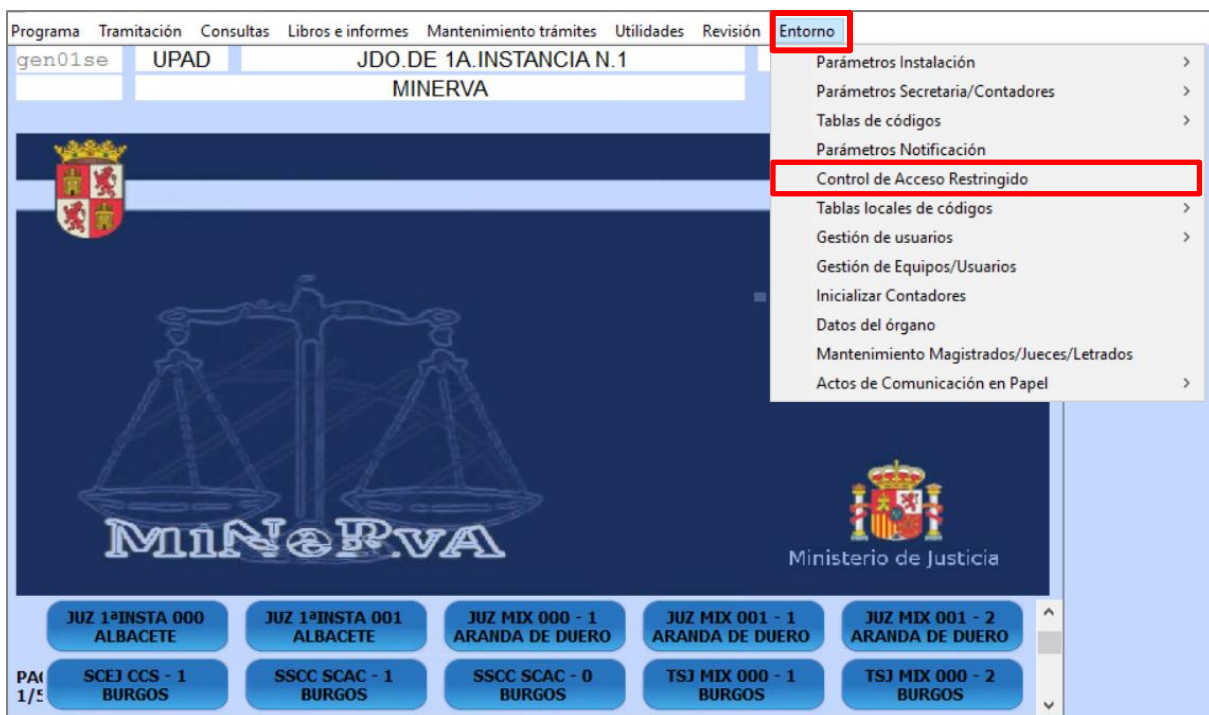 Programa Tramitación Consultas Libros e informes Mantenimiento trámites Utilidades Revisión Entorno
gen01se UPAD JDO.DE 1A.INSTANCIA N.1
MINERVA
Parámetros Instalación
Parámetros Secretaria/Contadores
Tablas de códigos
Parámetros Notificación
Control de Acceso Restringido
Tablas locales de códigos
Gestión de usuarios
Gestión de Equipos/Usuarios
Inicializar Contadores
Datos del órgano
Mantenimiento Magistrados/Jueces/Letrados
Actos de Comunicación en Papel
MiNeRvA
Ministerio de Justicia
JUZ 1ªINSTA 000
ALBACETE
JUZ 1ªINSTA 001
ALBACETE
JUZ MIX 000 - 1
ARANDA DE DUERO
JUZ MIX 001 - 1
ARANDA DE DUERO
JUZ MIX 001 - 2
ARANDA DE DUERO
SCEJ CCS - 1
BURGOS
SSCC SCAC - 1
BURGOS
SSCC SCAC - 0
BURGOS
TSJ MIX 000 - 1
BURGOS
TSJ MIX 000 - 2
BURGOS